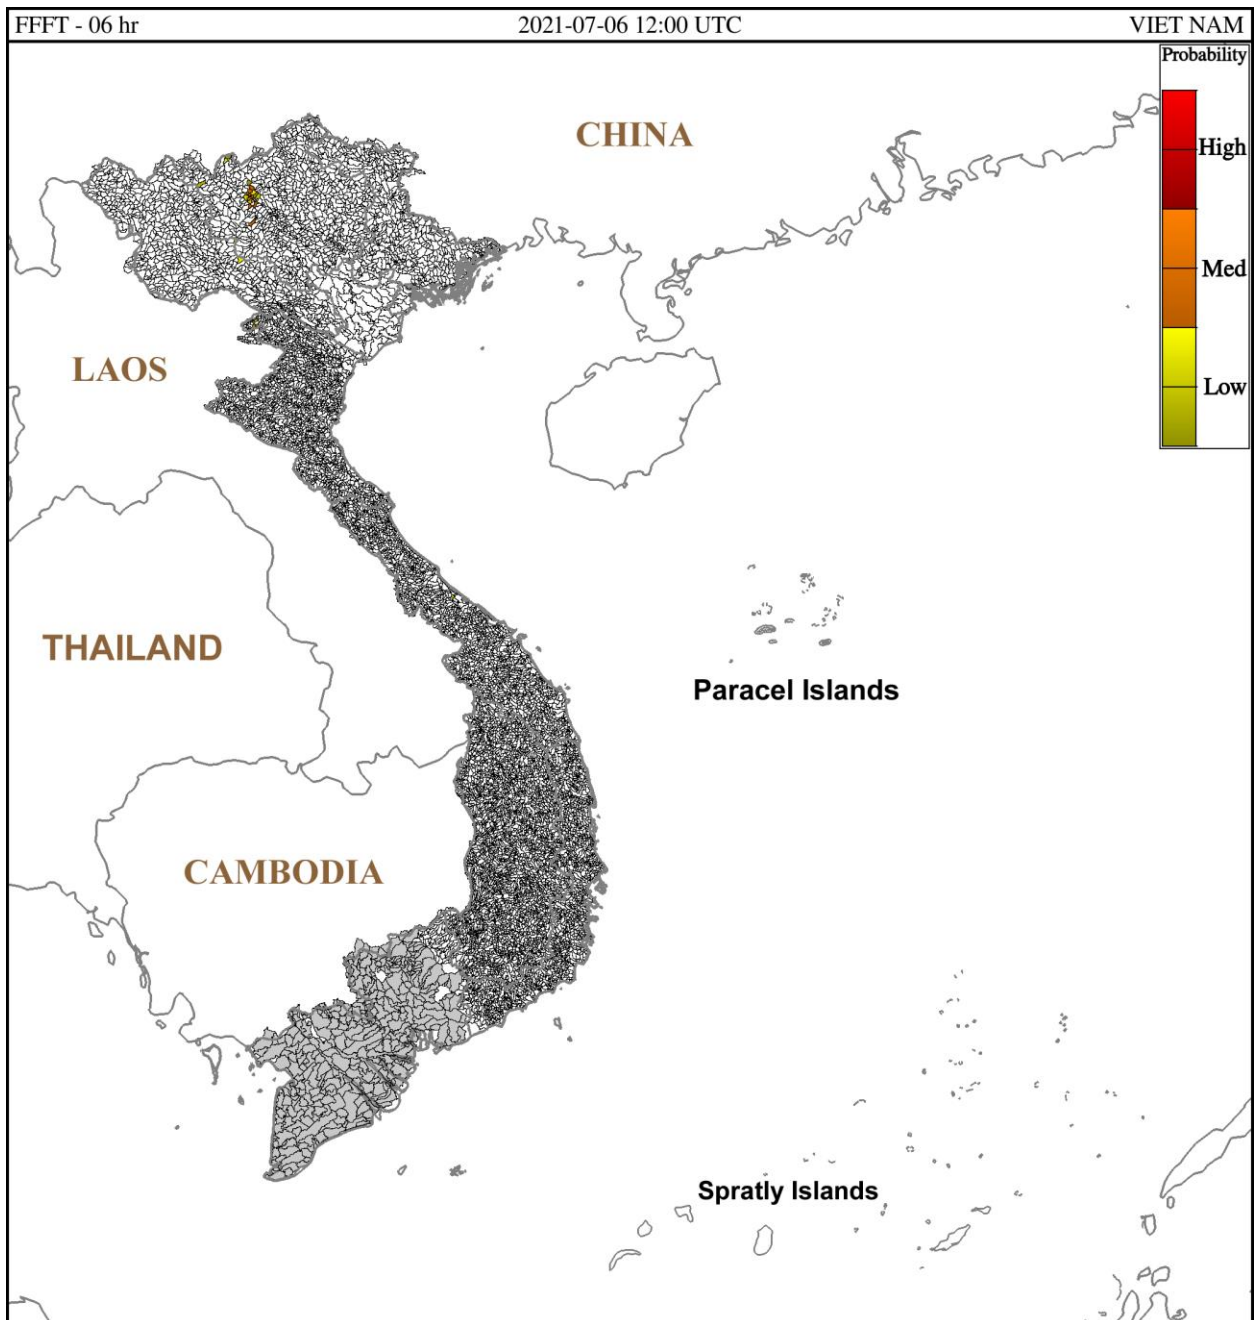 FFFT - 06 hr
2021-07-06 12:00 UTC
VIET NAM
Probability
High
Med
Low
CHINA
LAOS
THAILAND
Paracel Islands
CAMBODIA
Spratly Islands